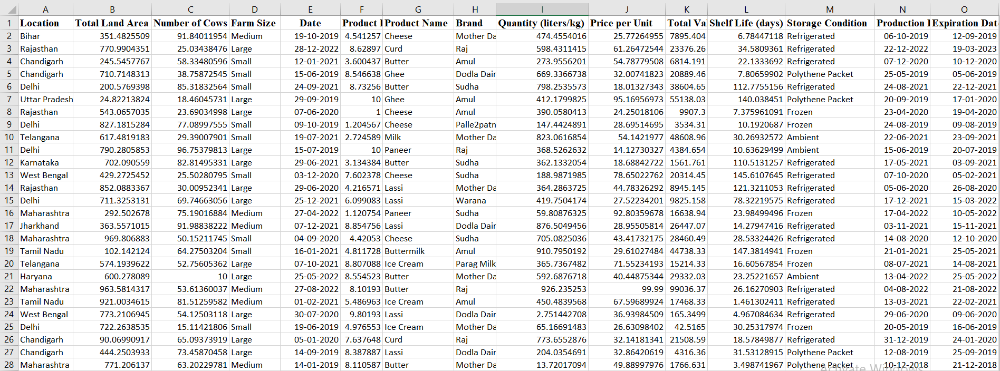 A B C D E F G H I J K L M N O
1 Location Total Land Area Number of Cows Farm Size Date Product I Product Name Brand Quantity (liters/kg) Price per Unit Total Val Shelf Life (days) Storage Condition Production I Expiration Dat
2 Bihar 351.4825509 91.84011954 Medium 19-10-2019 4.541257 Cheese Mother Da 474.4554016 25.77264955 7895.404 6.78447118 Refrigerated 06-10-2019 12-09-2019
3 Rajasthan 770.9904351 25.03438476 Large 28-12-2022 8.62897 Curd Raj 598.4311415 61.26472544 23376.26 34.5809361 Refrigerated 22-12-2022 19-03-2023
4 Chandigarh 245.5457767 58.33480596 Small 12-01-2021 3.600437 Butter Amul 273.9556201 54.78779508 6814.191 22.1333692 Refrigerated 07-12-2020 10-12-2020
5 Chandigarh 710.7148313 38.75872545 Small 15-06-2019 8.546638 Ghee Dodla Dair 669.3366738 32.00741823 20889.46 7.80659902 Polythene Packet 25-05-2019 05-06-2019
6 Delhi 200.5769398 85.31832564 Small 24-09-2021 8.73256 Butter Sudha 798.2535573 18.01327343 38604.65 112.7755156 Refrigerated 24-08-2021 22-12-2021
7 Uttar Pradesh 24.82213824 18.46045731 Large 29-09-2019 10 Ghee Amul 412.1799825 95.16956973 55138.03 140.038451 Polythene Packet 20-09-2019 17-01-2020
8 Rajasthan 543.0657035 23.69034998 Large 07-06-2020 1 Cheese Amul 390.0580413 24.25018106 9907.3 7.375961091 Frozen 23-04-2020 19-04-2020
9 Delhi 827.1815284 77.08997555 Small 09-10-2019 1.204567 Cheese Palle2patn 147.4424891 28.69514695 3534.31 10.1920687 Frozen 24-08-2019 09-08-2019
10 Telangana 617.4819183 29.39007901 Small 19-07-2021 2.724589 Milk Mother Da 823.0616854 54.1421977 48608.96 30.26932572 Ambient 22-06-2021 23-09-2021
11 Delhi 790.2805853 96.75379813 Large 15-07-2019 10 Paneer Raj 368.5262632 14.12730327 4384.654 10.63629499 Ambient 15-06-2019 20-07-2019
12 Karnataka 702.090559 82.81495331 Large 29-06-2021 3.134384 Butter Sudha 362.1332054 18.68842722 1561.761 110.5131257 Refrigerated 17-05-2021 03-09-2021
13 West Bengal 429.2725452 25.50280795 Small 03-12-2020 7.602378 Cheese Sudha 188.9871985 78.65022762 20314.45 145.6107645 Refrigerated 07-10-2020 05-02-2021
14 Rajasthan 852.0883367 30.00952341 Large 29-06-2020 4.216571 Lassi Mother Da 364.2863725 44.78326292 8945.145 121.3211053 Refrigerated 05-06-2020 26-08-2020
15 Delhi 711.3253131 69.74663056 Large 25-12-2021 6.099083 Lassi Warana 419.7504174 27.52234201 9825.158 78.32219575 Refrigerated 17-12-2021 15-03-2022
16 Maharashtra 292.502678 75.19016884 Medium 27-04-2022 1.120754 Paneer Sudha 59.80876325 92.80359678 16638.94 23.98499496 Frozen 17-04-2022 10-05-2022
17 Jharkhand 363.5571015 91.98838222 Medium 07-12-2021 8.854756 Lassi Dodla Dair 876.5049456 28.95505814 26447.07 14.27947416 Refrigerated 03-11-2021 15-11-2021
18 Maharashtra 969.806883 50.15211745 Small 04-09-2020 4.42053 Cheese Sudha 705.0825036 43.41732175 28460.49 28.53324426 Refrigerated 14-08-2020 12-10-2020
19 Tamil Nadu 102.142124 64.27503204 Small 16-01-2021 4.811728 Buttermilk Amul 910.7950192 29.61027484 44738.33 147.3814941 Frozen 21-01-2021 25-05-2021
20 Telangana 574.1939622 52.75605362 Large 07-10-2021 8.807088 Ice Cream Parag Milk 365.7367482 71.55234193 15214.33 16.60567854 Frozen 08-07-2021 14-08-2021
21 Haryana 600.278089 10 Large 25-05-2022 8.554523 Butter Mother Da 592.6876718 40.44875344 29332.03 23.25221657 Ambient 13-04-2022 25-05-2022
22 Maharashtra 963.5814317 53.61360037 Medium 27-08-2022 8.10193 Butter Raj 926.235253 99.99 99036.37 26.16270903 Refrigerated 04-08-2022 21-08-2022
23 Tamil Nadu 921.0034615 81.51259582 Medium 01-02-2021 5.486963 Ice Cream Amul 450.4839568 67.59689924 17468.33 1.461302411 Refrigerated 13-03-2021 22-02-2021
24 West Bengal 773.2106945 54.12503118 Large 30-07-2020 9.80193 Lassi Dodla Dair 2.751442708 36.93984509 165.3499 4.967084634 Refrigerated 29-06-2020 09-06-2020
25 Delhi 722.2638535 15.11421806 Small 19-06-2019 4.976553 Ice Cream Mother Da 65.16691483 26.63098402 42.5165 30.25317974 Frozen 20-05-2019 16-06-2019
26 Chandigarh 90.06990917 65.09373919 Large 05-01-2020 7.637648 Curd Raj 773.6552876 32.14181341 21508.59 18.57849877 Refrigerated 31-12-2019 24-01-2020
27 Chandigarh 444.2503933 73.45870458 Large 14-09-2019 8.387887 Lassi Dodla Dair 204.0354691 32.86420619 4316.36 31.53128915 Polythene Packet 12-08-2019 25-09-2019
28 Maharashtra 771.206137 63.20229781 Medium 14-01-2019 8.110587 Butter Mother Da 13.72017094 49.88997976 1766.631 3.498741967 Polythene Packet 10-12-2018 21-12-2018
Activate Windows